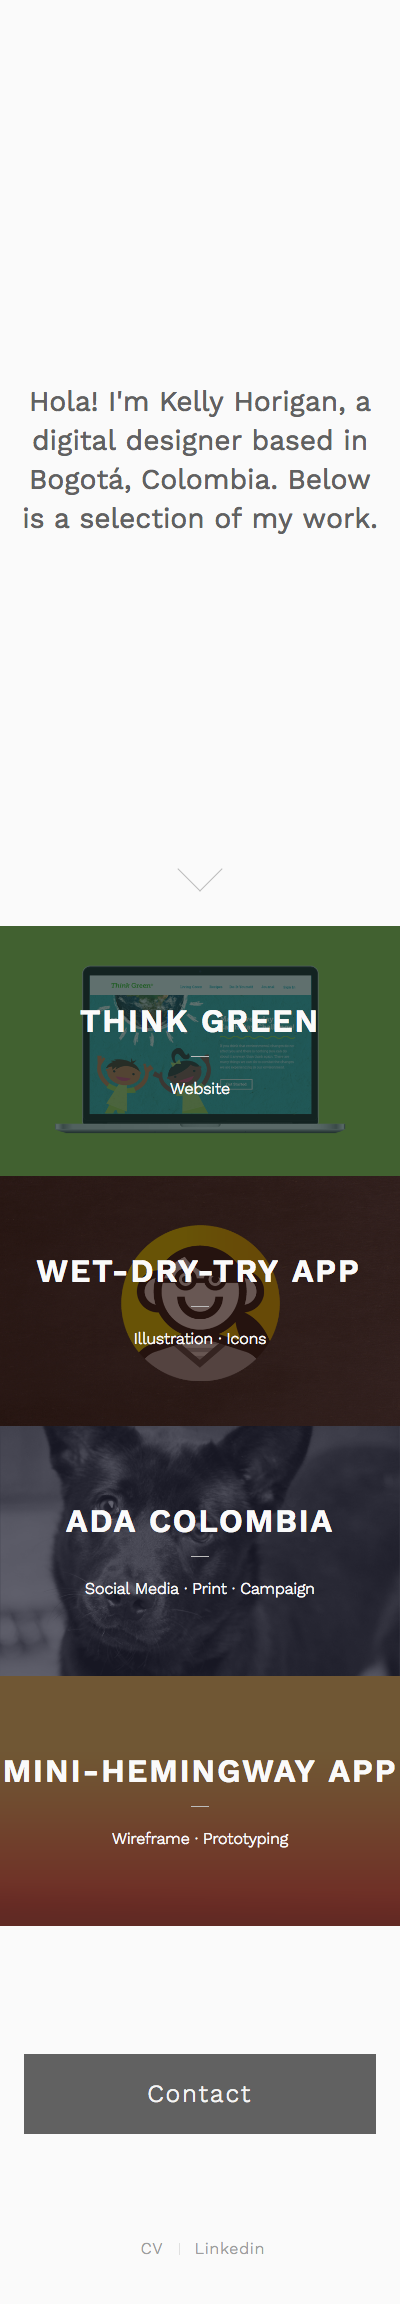 Hola! I'm Kelly Horigan, a
digital designer based in
Bogotá, Colombia. Below
is a selection of my work.
Think Green
THINK GREEN
Website
WET-DRY-TRY APP
Illustration · Icons
ADA COLOMBIA
Social Media · Print · Campaign
MINI-HEMINGWAY APP
Wireframe · Prototyping
Contact
CV | Linkedin